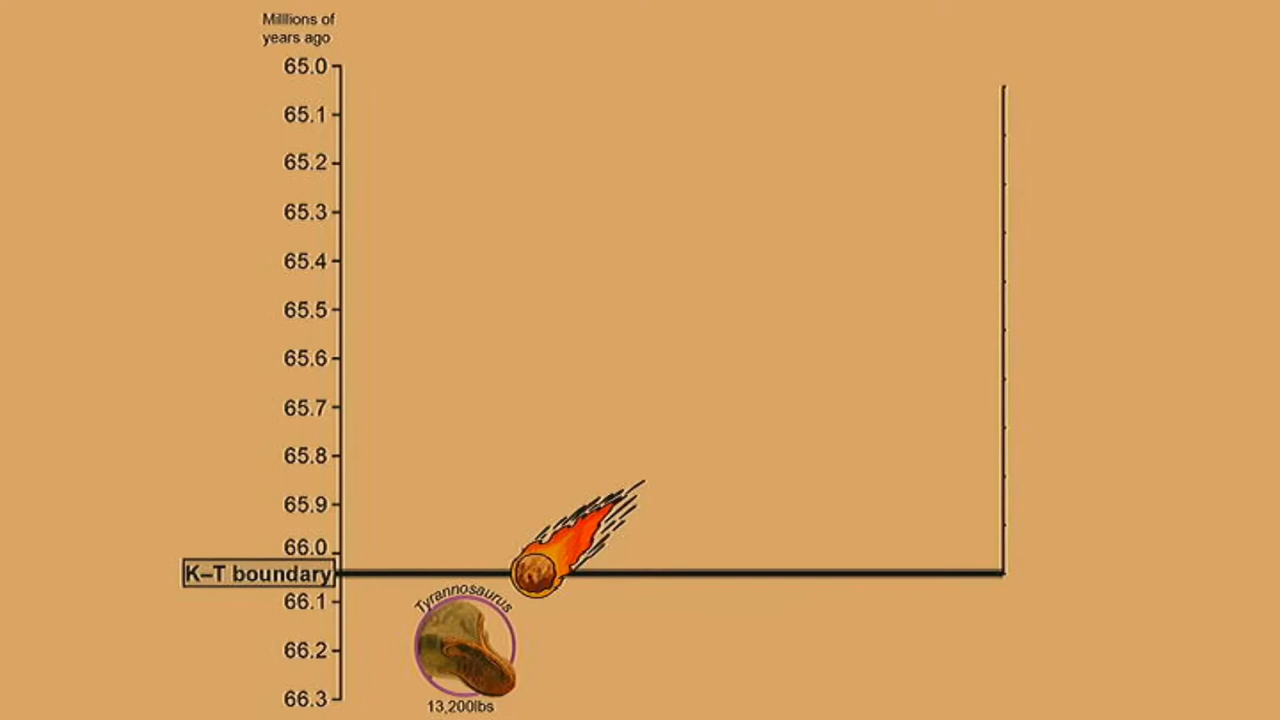 Milllions of
years ago
65.0
65.1
65.2
65.3
65.4
65.5
65.6
65.7
65.8
65.9
66.0
K–T boundary
66.1
Tyrannosaurus
66.2
66.3
13,200lbs